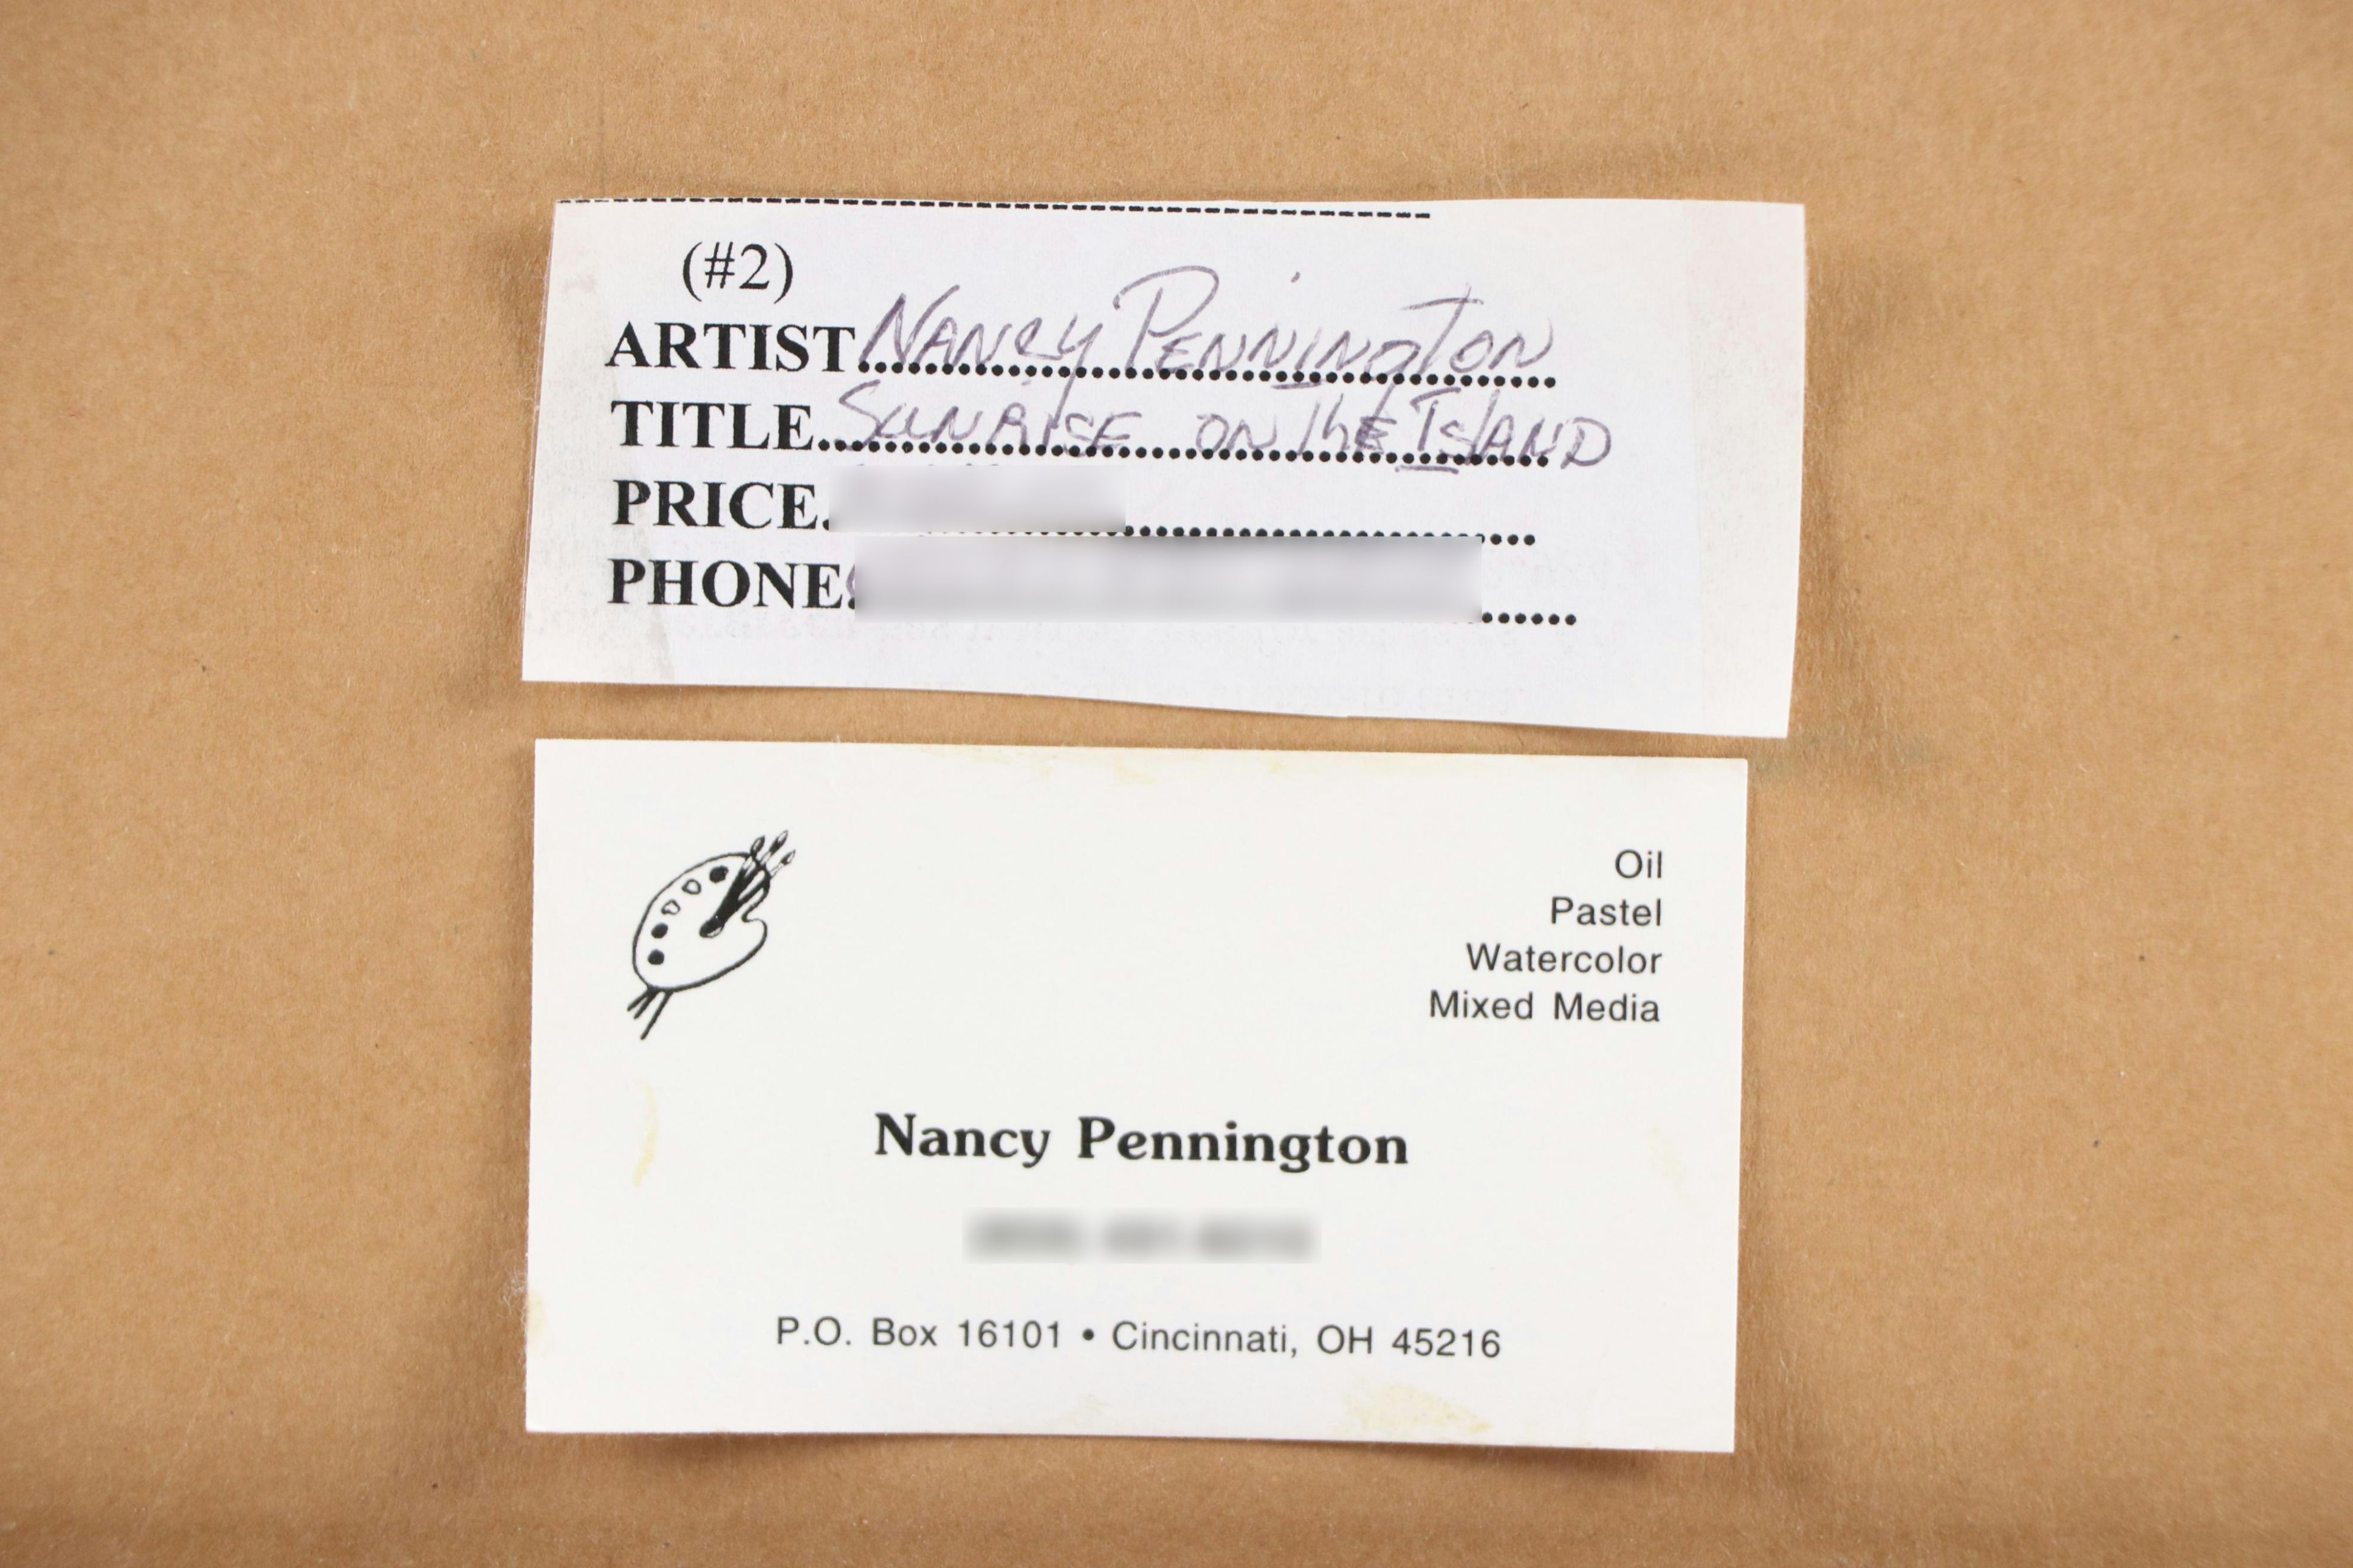 (#2)
ARTIST Nancy Pennington
TITLE Sunrise on the Island
PRICE
PHONE
Oil
Pastel
Watercolor
Mixed Media
Nancy Pennington
P.O. Box 16101 • Cincinnati, OH 45216